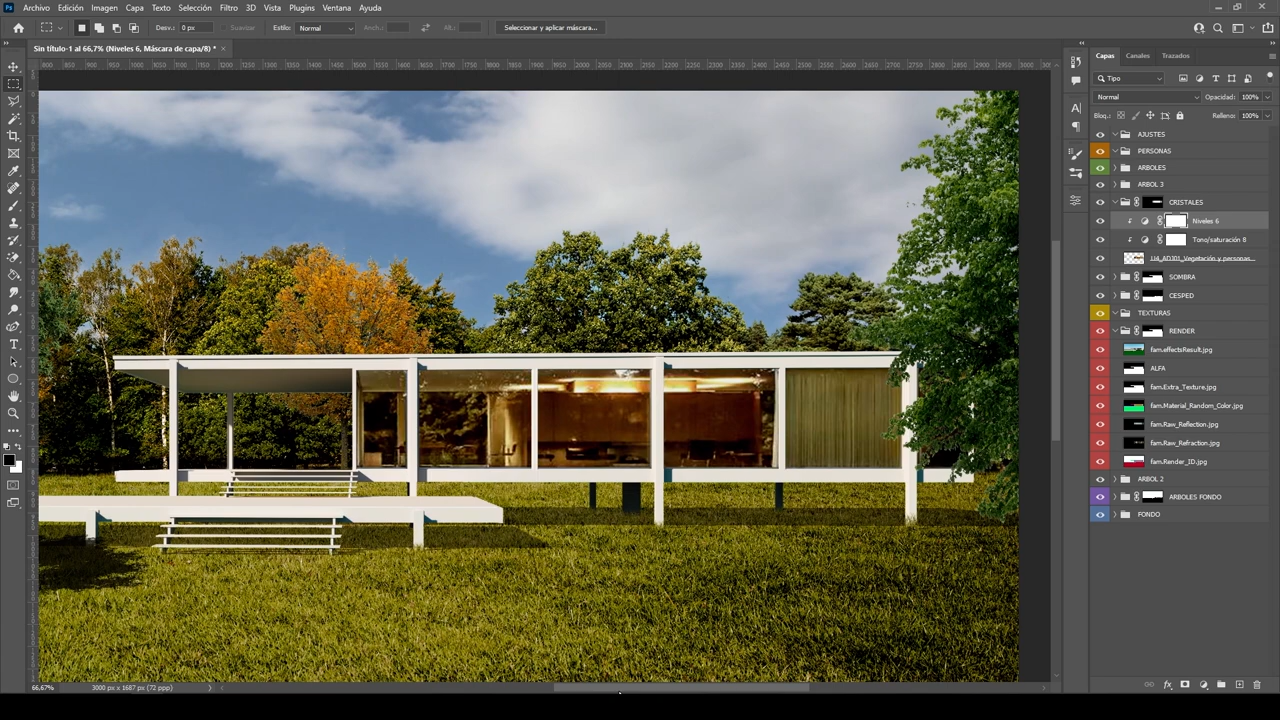 Ps Archivo Edición Imagen Capa Texto Selección Filtro 3D Vista Plugins Ventana Ayuda
Desv.: 0 px Suavizar Estilo: Normal Anch.: Alt.: Seleccionar y aplicar máscara...
Sin título-1 al 66,7% (Niveles 6, Máscara de capa/8) * ×
Capas Canales Trazados
Tipo
Normal Opacidad: 100%
Bloq.: Relleno: 100%
AJUSTES
PERSONAS
ARBOLES
ARBOL 3
CRISTALES
Niveles 6
Tono/saturación 8
U4_AD301_Vegetación y personas...
SOMBRA
CESPED
TEXTURAS
RENDER
fam.effectsResult.jpg
ALFA
fam.Extra_Texture.jpg
fam.Material_Random_Color.jpg
fam.Raw_Reflection.jpg
fam.Raw_Refraction.jpg
fam.Render_ID.jpg
ARBOL 2
ARBOLES FONDO
FONDO
66,67% 3000 px x 1687 px (72 ppp)